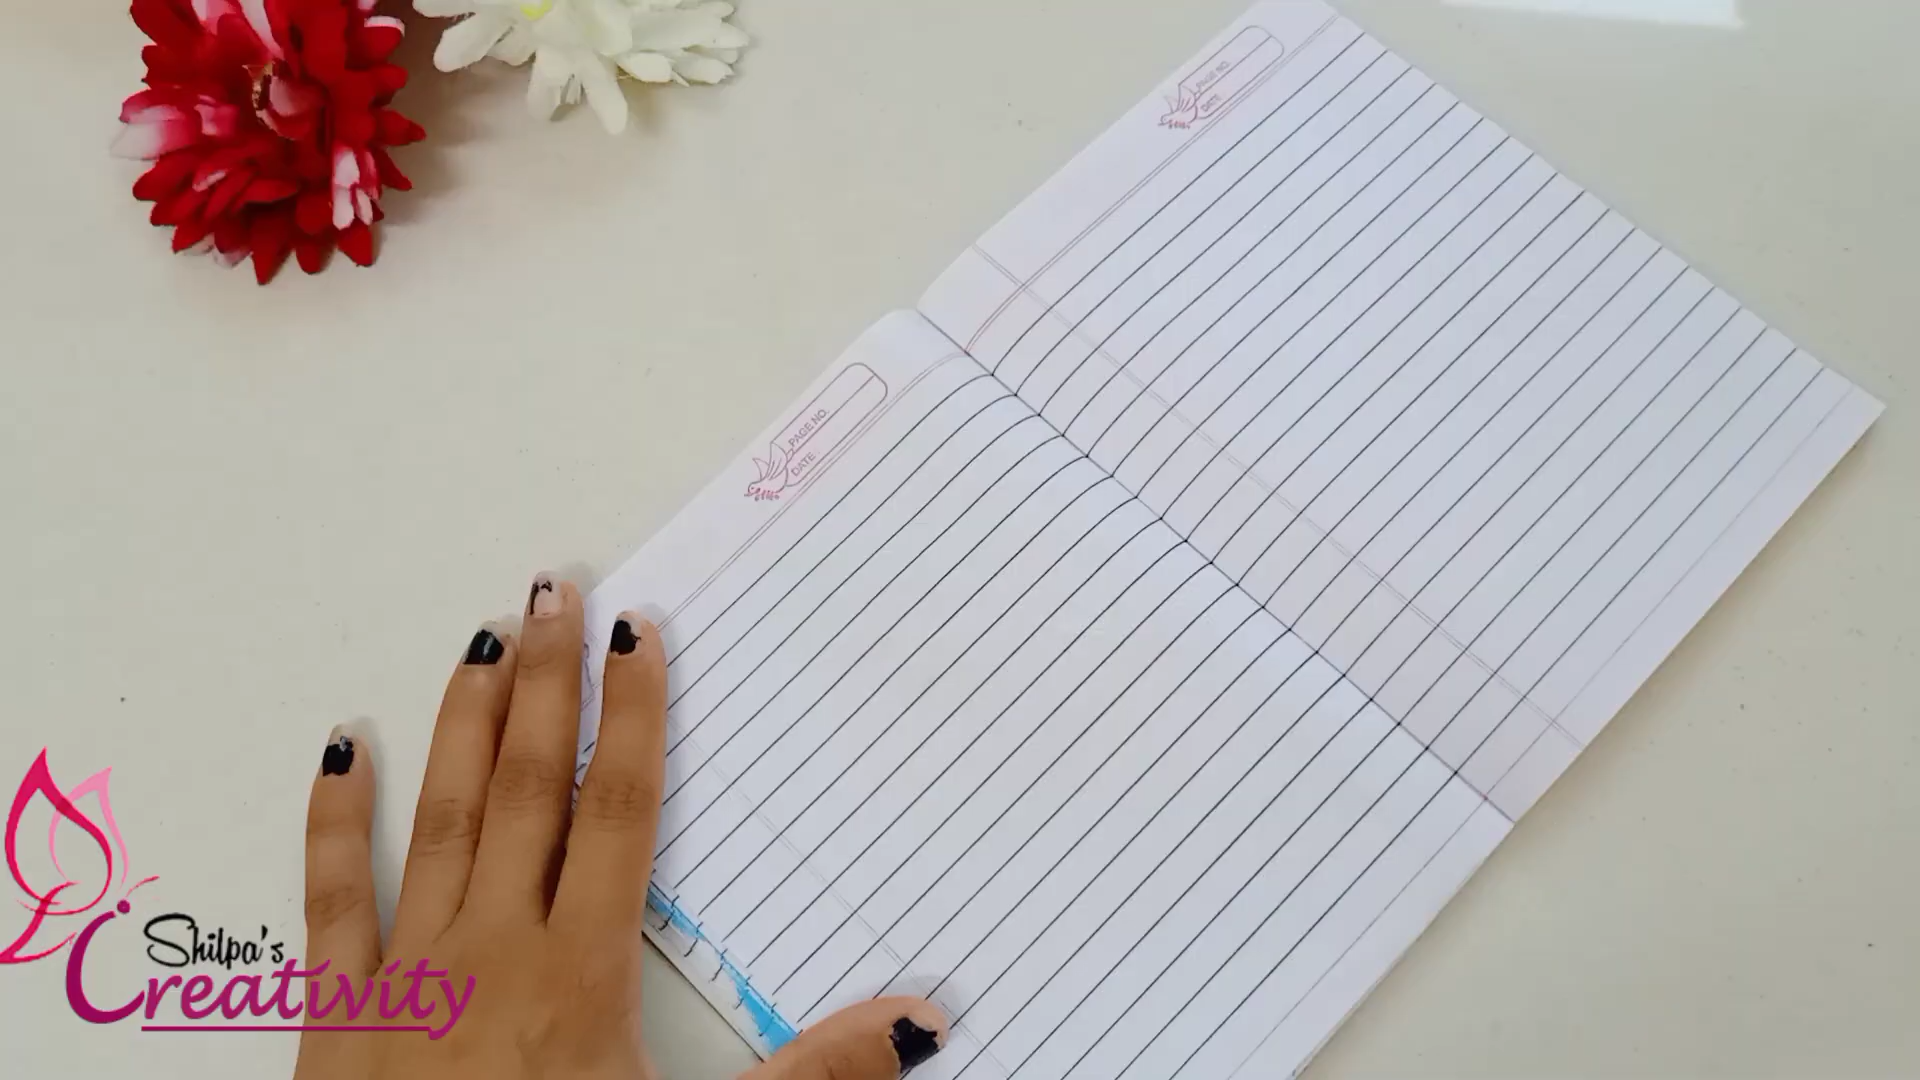 PAGE NO.
DATE
PAGE NO.
DATE
Shilpa's
Creativity